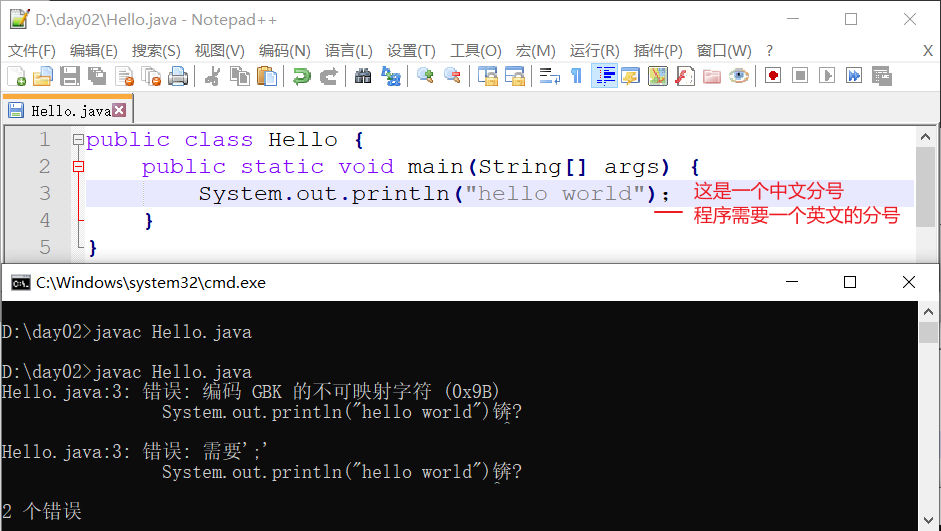 D:\day02\Hello.java - Notepad++
文件(F) 编辑(E) 搜索(S) 视图(V) 编码(N) 语言(L) 设置(T) 工具(O) 宏(M) 运行(R) 插件(P) 窗口(W) ? X
Hello.java
1 public class Hello {
2 public static void main(String[] args) {
3 System.out.println("hello world")； 这是一个中文分号
程序需要一个英文的分号
4 }
5 }
C:\Windows\system32\cmd.exe
D:\day02>javac Hello.java
D:\day02>javac Hello.java
Hello.java:3: 错误: 编码 GBK 的不可映射字符 (0x9B)
System.out.println("hello world")锛?
^
Hello.java:3: 错误: 需要';'
System.out.println("hello world")锛?
^
2 个错误